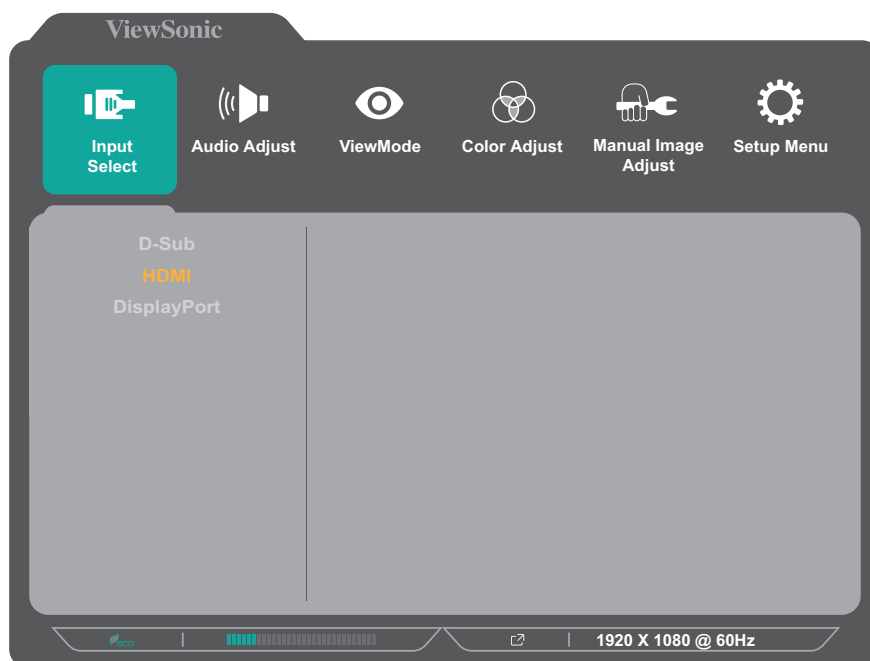 ViewSonic
Input
Select
Audio Adjust
ViewMode
Color Adjust
Manual Image
Adjust
Setup Menu
D-Sub
HDMI
DisplayPort
eco
1920 X 1080 @ 60Hz